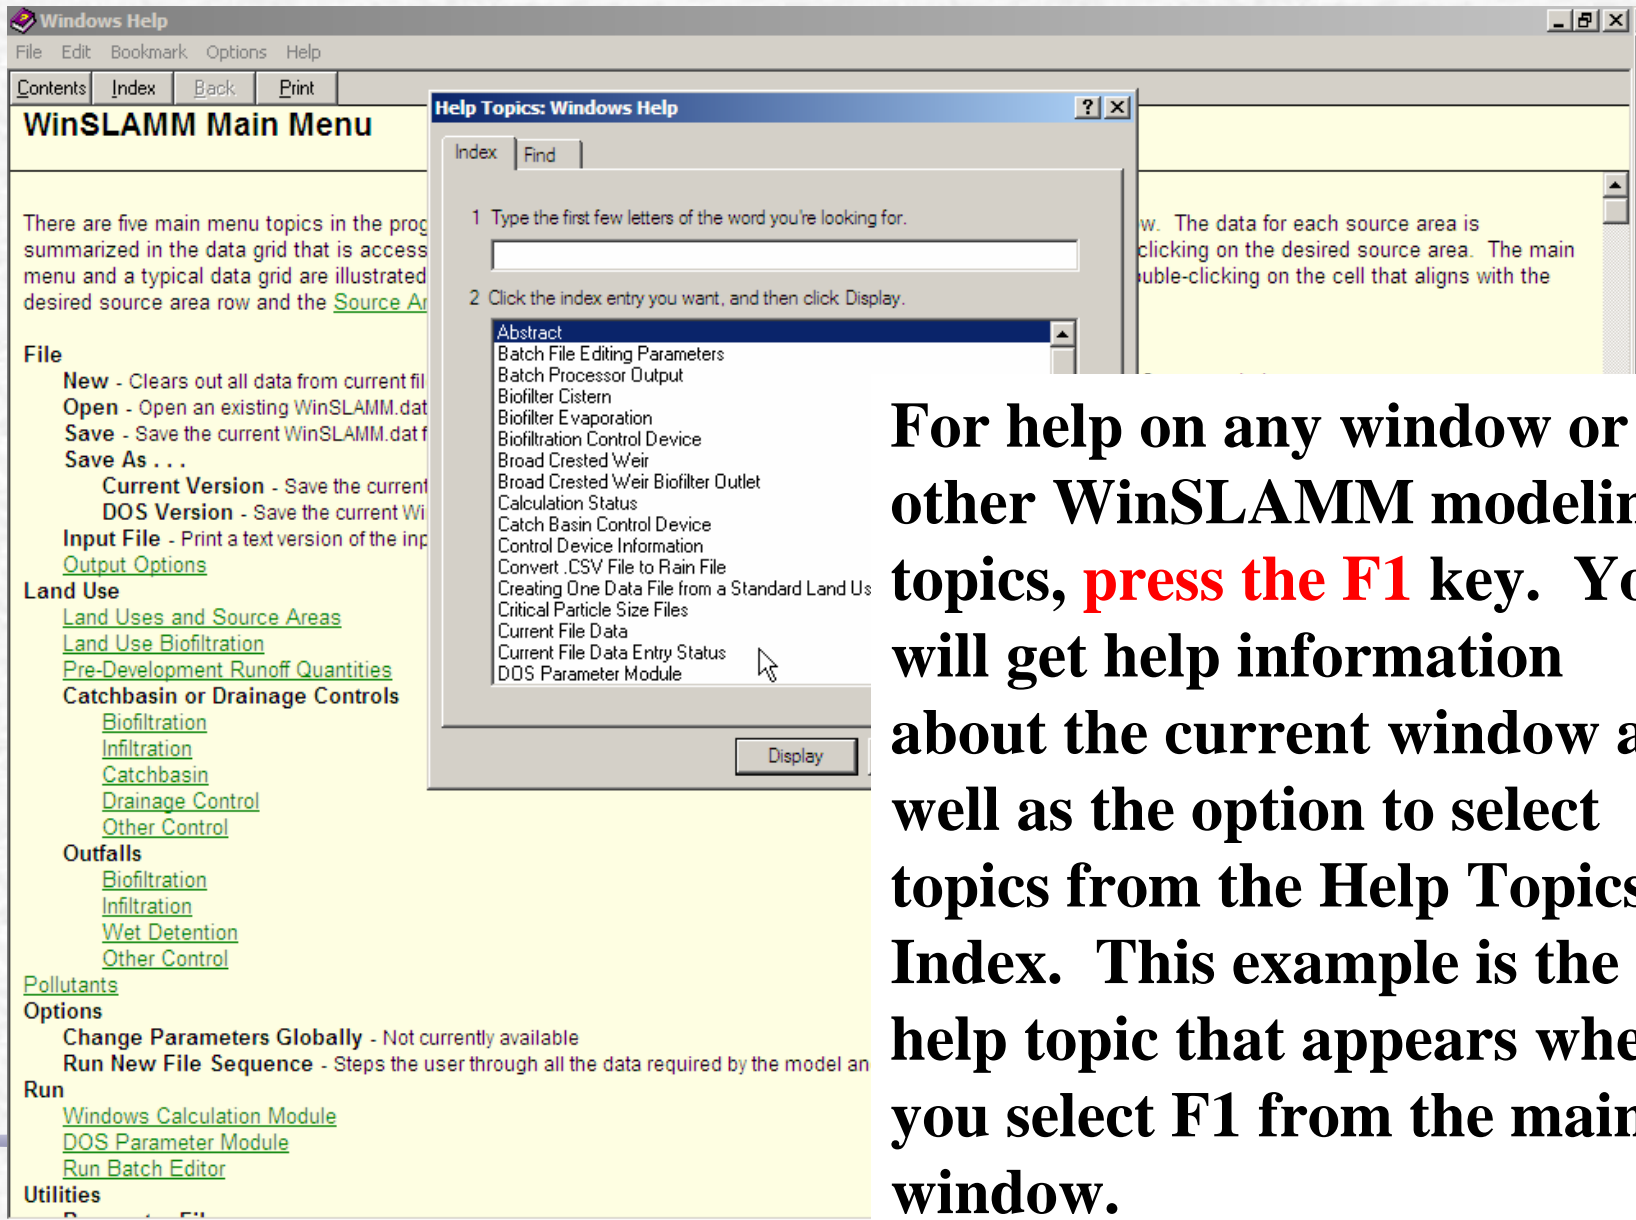 Windows Help
File Edit Bookmark Options Help
Contents Index Back Print
WinSLAMM Main Menu
There are five main menu topics in the prog
summarized in the data grid that is access
menu and a typical data grid are illustrated
desired source area row and the Source Ar
w. The data for each source area is
clicking on the desired source area. The main
uble-clicking on the cell that aligns with the
File
New - Clears out all data from current fil
Open - Open an existing WinSLAMM.dat
Save - Save the current WinSLAMM.dat f
Save As . . .
Current Version - Save the current
DOS Version - Save the current Wi
Input File - Print a text version of the inp
Output Options
Land Use
Land Uses and Source Areas
Land Use Biofiltration
Pre-Development Runoff Quantities
Catchbasin or Drainage Controls
Biofiltration
Infiltration
Catchbasin
Drainage Control
Other Control
Outfalls
Biofiltration
Infiltration
Wet Detention
Other Control
Pollutants
Options
Change Parameters Globally - Not currently available
Run New File Sequence - Steps the user through all the data required by the model an
Run
Windows Calculation Module
DOS Parameter Module
Run Batch Editor
Utilities
Help Topics: Windows Help
Index Find
1 Type the first few letters of the word you're looking for.
2 Click the index entry you want, and then click Display.
Abstract
Batch File Editing Parameters
Batch Processor Output
Biofilter Cistern
Biofilter Evaporation
Biofiltration Control Device
Broad Crested Weir
Broad Crested Weir Biofilter Outlet
Calculation Status
Catch Basin Control Device
Control Device Information
Convert .CSV File to Rain File
Creating One Data File from a Standard Land Us
Critical Particle Size Files
Current File Data
Current File Data Entry Status
DOS Parameter Module
Display
For help on any window or
other WinSLAMM modelin
topics, press the F1 key. Yo
will get help information
about the current window a
well as the option to select
topics from the Help Topics
Index. This example is the
help topic that appears whe
you select F1 from the main
window.